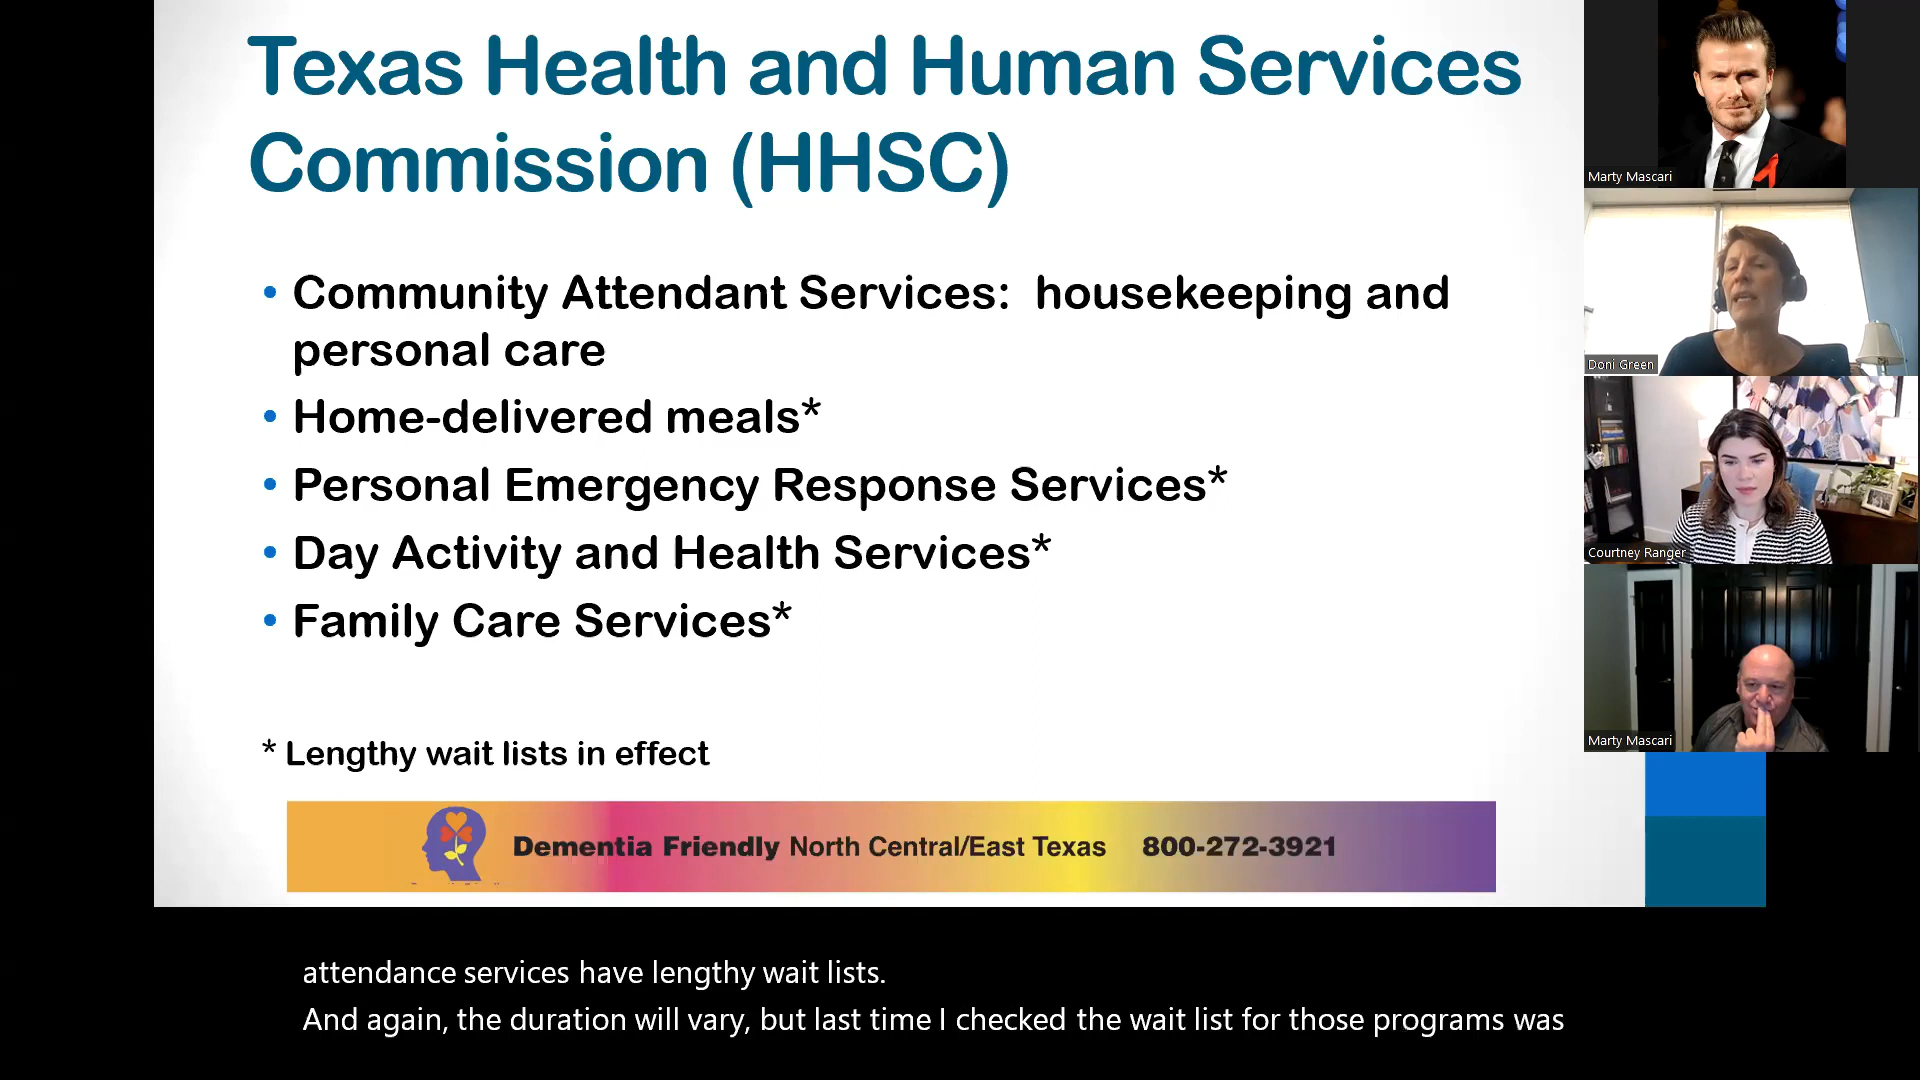 Texas Health and Human Services
Commission (HHSC)
• Community Attendant Services:  housekeeping and
personal care
• Home-delivered meals*
• Personal Emergency Response Services*
• Day Activity and Health Services*
• Family Care Services*
* Lengthy wait lists in effect
Dementia Friendly North Central/East Texas 800-272-3921
Marty Mascari
Doni Green
Courtney Ranger
Marty Mascari
attendance services have lengthy wait lists.
And again, the duration will vary, but last time I checked the wait list for those programs was